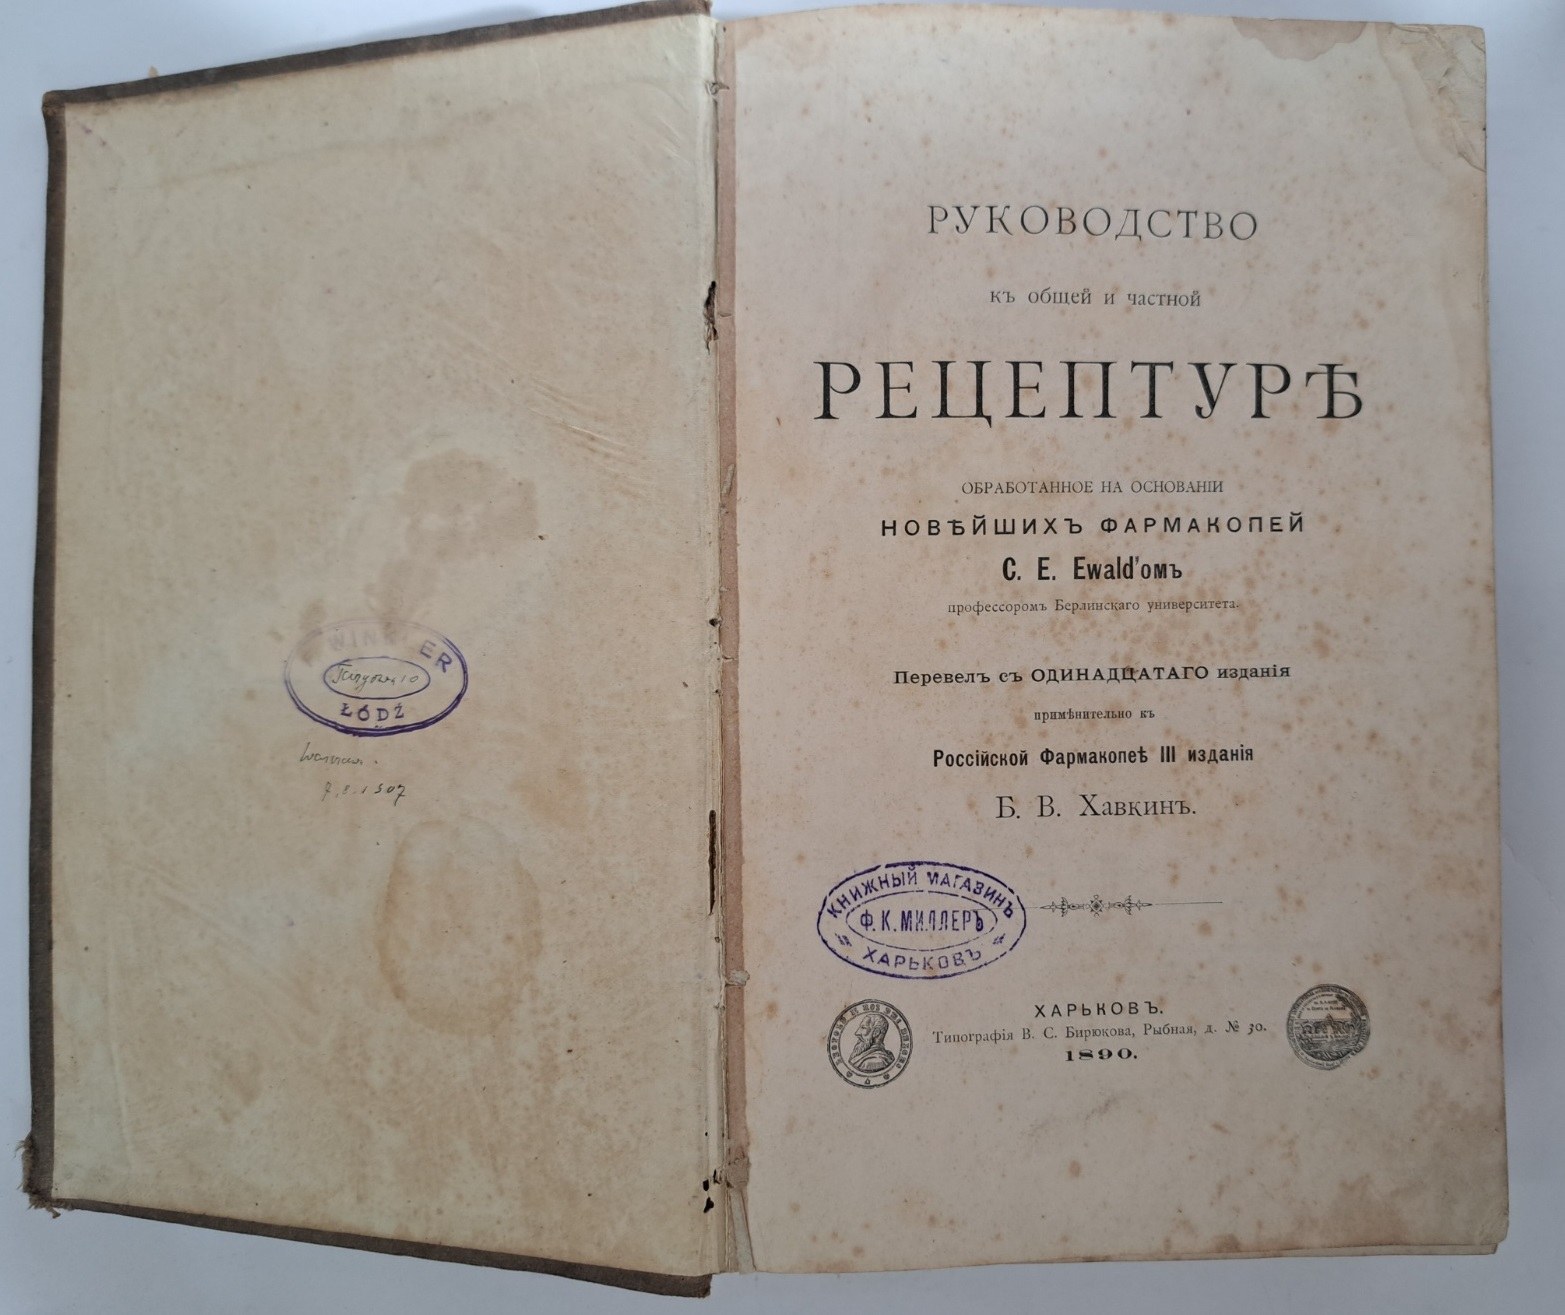 ŁÓDŹ
РУКОВОДСТВО
къ общей и частной
РЕЦЕПТУРѢ
ОБРАБОТАННОЕ НА ОСНОВАНІИ
НОВѢЙШИХЪ ФАРМАКОПЕЙ
C. E. Ewald'омъ
профессоромъ Берлинскаго университета.
Перевелъ съ ОДИНАДЦАТАГО изданія
примѣнительно къ
Россійской Фармакопеѣ III изданія
Б. В. Хавкинъ.
КНИЖНЫЙ МАГАЗИНЪ
Ф. К. МИЛЛЕРЪ
ХАРЬКОВЪ
ХАРЬКОВЪ.
Типографія В. С. Бирюкова, Рыбная, д. № 30.
1890.